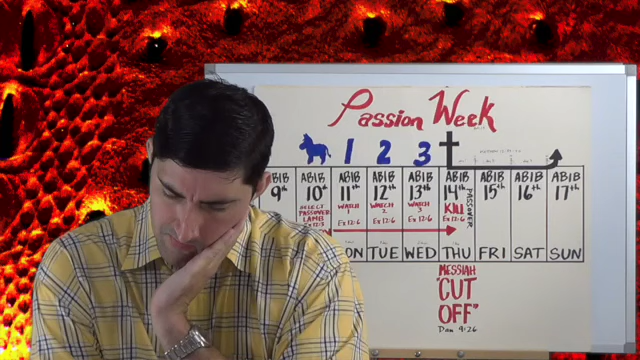 Passion Week
1 2 3
ABIB ABIB ABIB ABIB ABIB ABIB ABIB ABIB ABIB
9th 10th 11th 12th 13th 14th 15th 16th 17th
SELECT PASSOVER LAMB Ex 12:3
WATCH 1 Ex 12:6
WATCH 2 Ex 12:6
WATCH 3 Ex 12:6
KILL Ex 12:6
PASSOVER
TUE WED THU FRI SAT SUN
MESSIAH
"CUT
OFF"
Dan 9:26